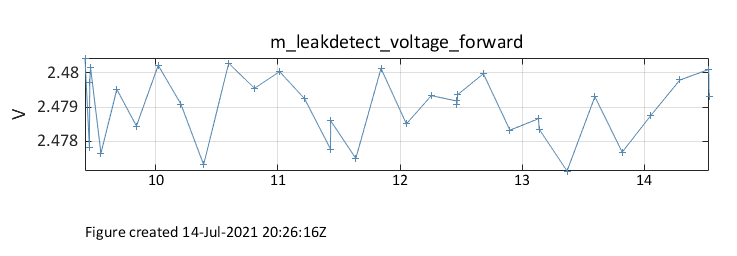 m_leakdetect_voltage_forward
2.48
2.479
2.478
V
10 11 12 13 14
Figure created 14-Jul-2021 20:26:16Z